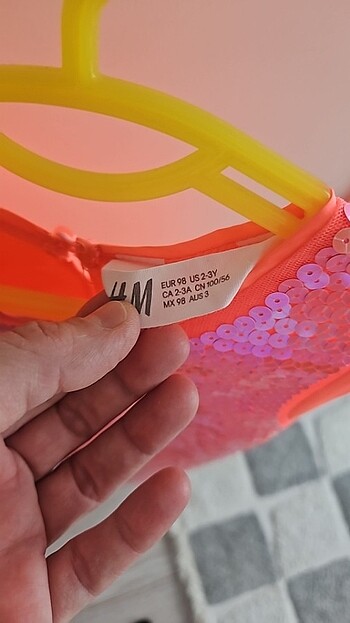 H&M
EUR 98 US 2-3Y
CA 2-3A CN 100/56
MX 98 AUS 3